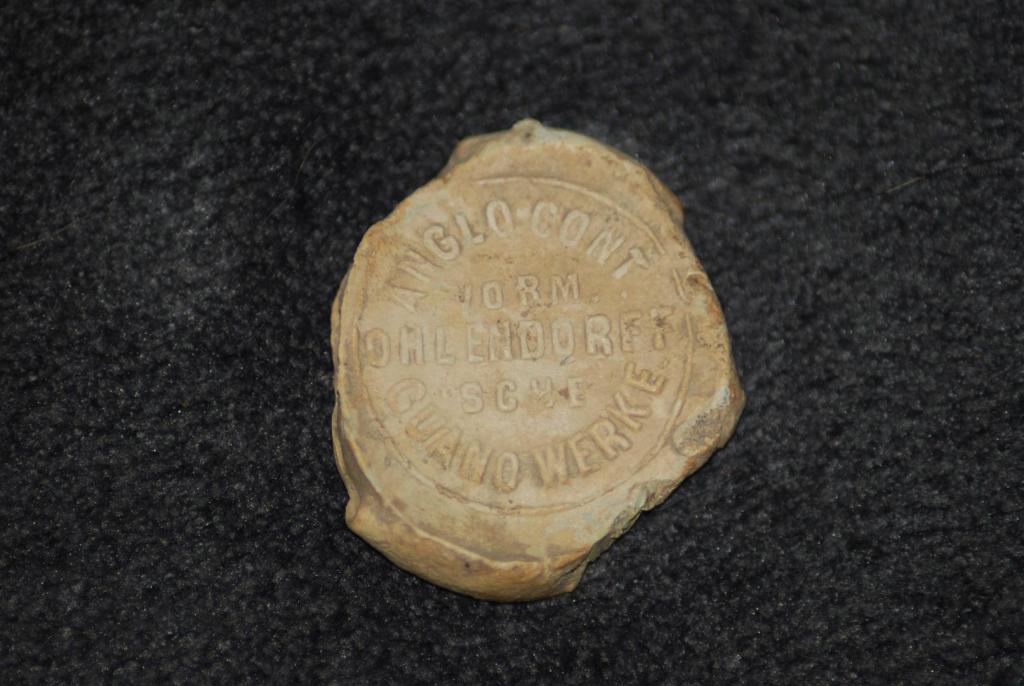 ANGLO-CONT
VORM.
OHLENDORFF
SCHE
GUANO WERKE